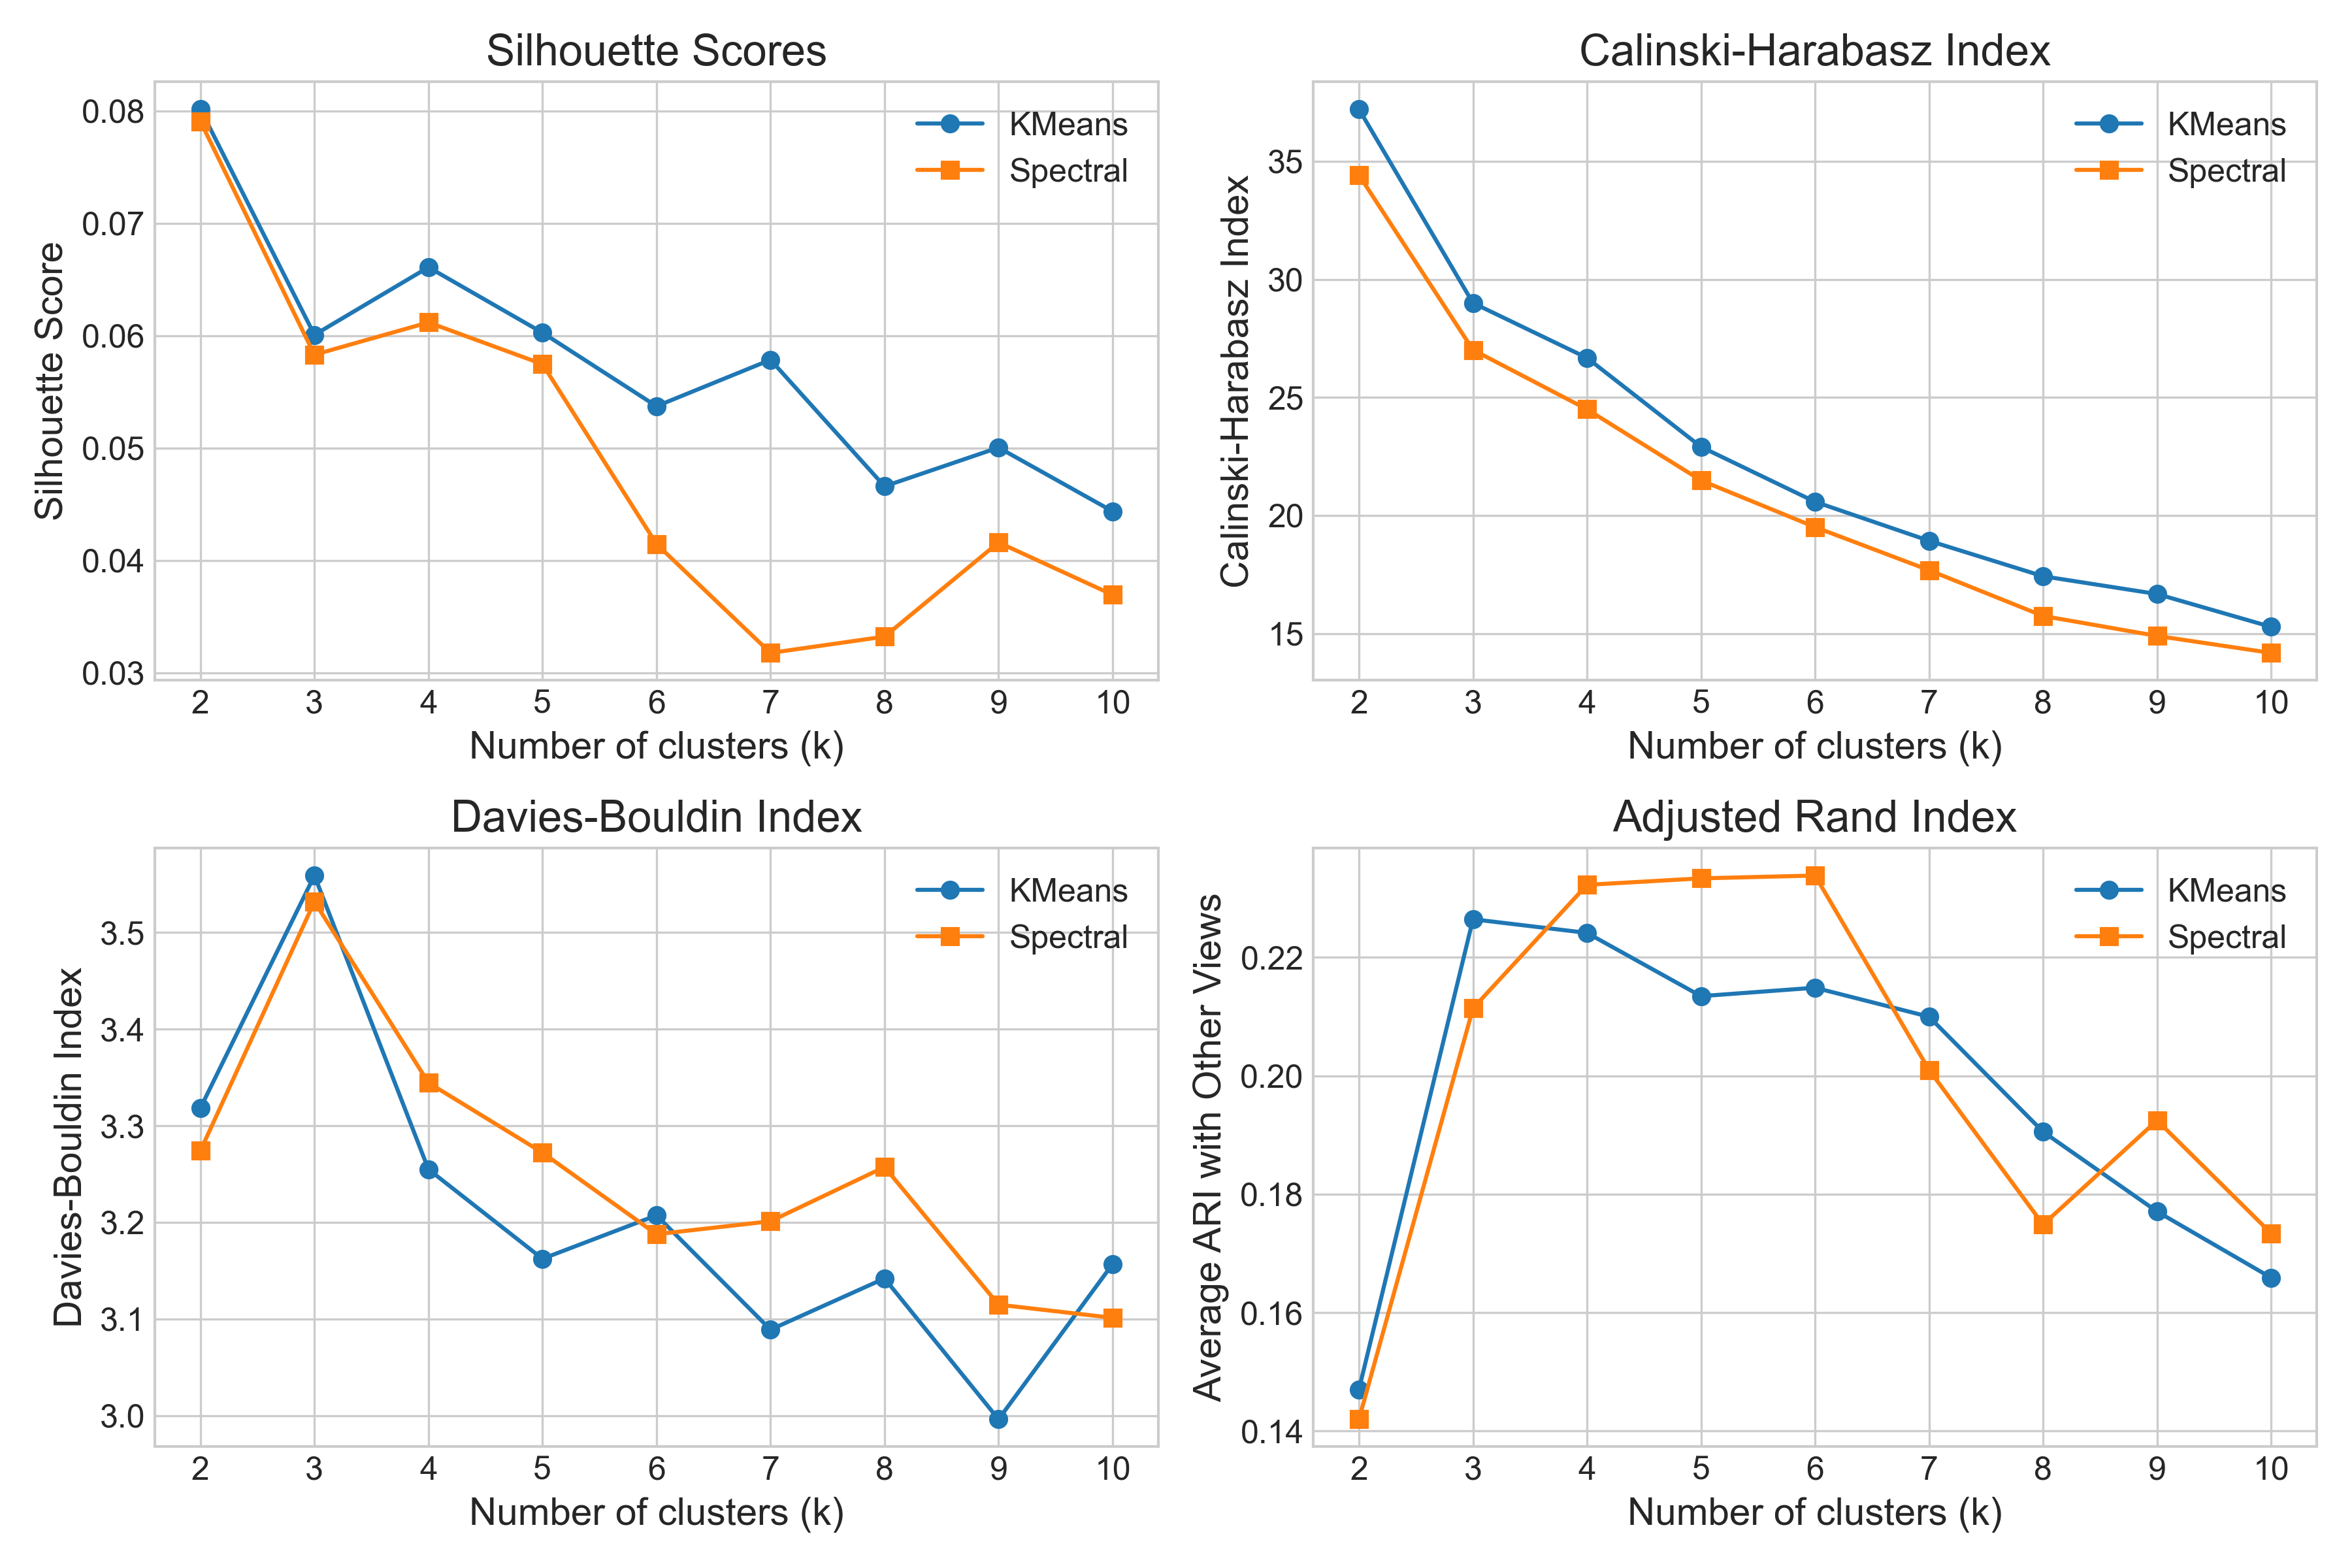 Silhouette Scores
Silhouette Score
0.08
0.07
0.06
0.05
0.04
0.03
KMeans
Spectral
2 3 4 5 6 7 8 9 10
Number of clusters (k)
Calinski-Harabasz Index
Calinski-Harabasz Index
35
30
25
20
15
KMeans
Spectral
2 3 4 5 6 7 8 9 10
Number of clusters (k)
Davies-Bouldin Index
Davies-Bouldin Index
3.5
3.4
3.3
3.2
3.1
3.0
KMeans
Spectral
2 3 4 5 6 7 8 9 10
Number of clusters (k)
Adjusted Rand Index
Average ARI with Other Views
0.22
0.20
0.18
0.16
0.14
KMeans
Spectral
2 3 4 5 6 7 8 9 10
Number of clusters (k)